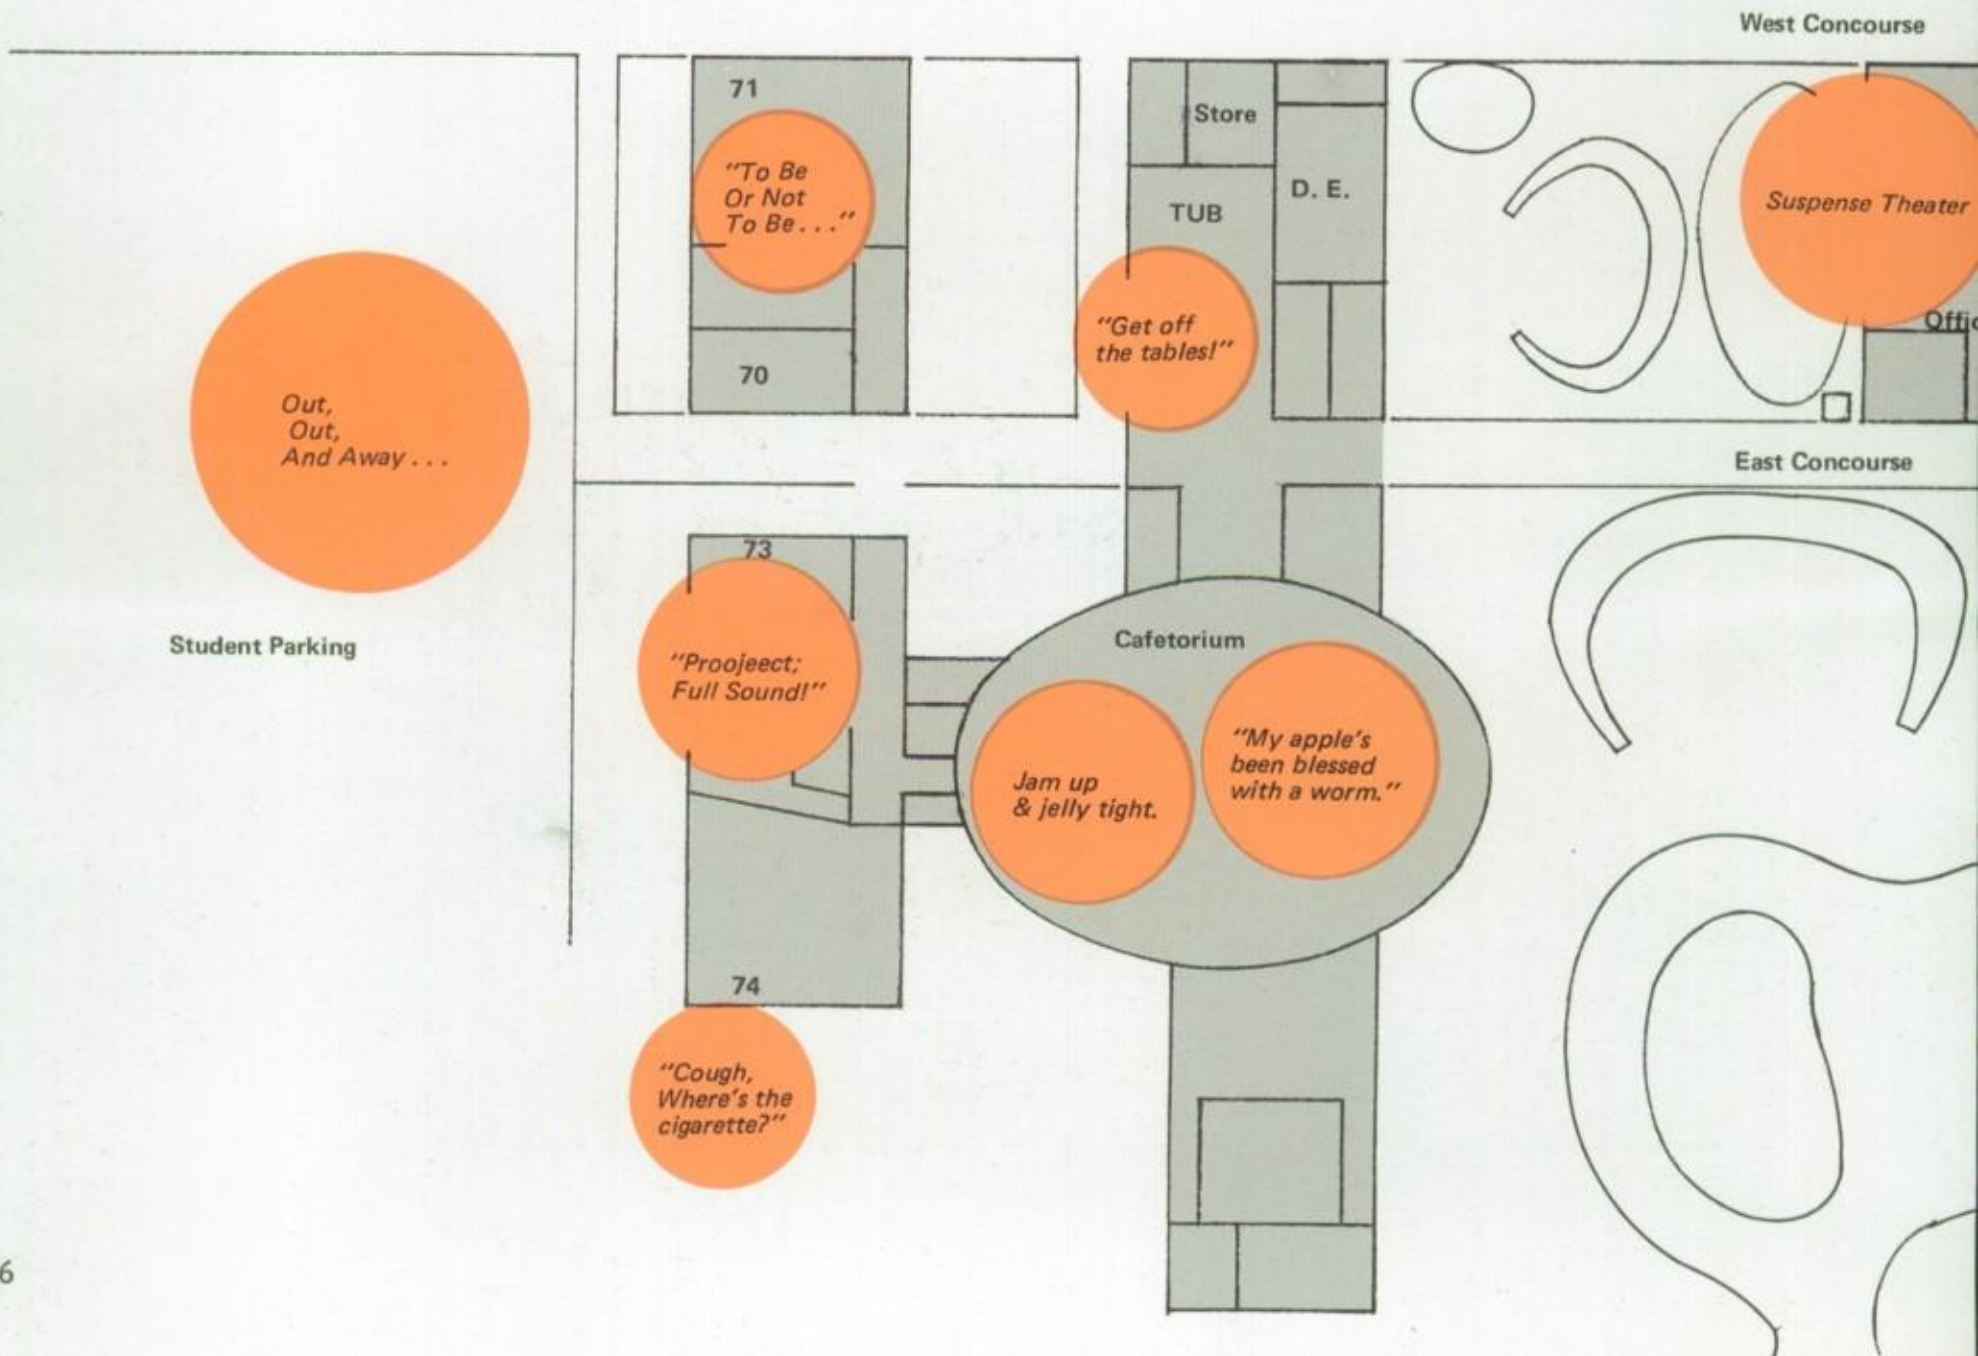 West Concourse
71
Store
"To Be
Or Not
To Be . . ."
D. E.
TUB
Suspense Theater
"Get off
the tables!"
Offic
70
Out,
Out,
And Away . . .
East Concourse
73
Student Parking
Cafetorium
"Proojeect;
Full Sound!"
Jam up
& jelly tight.
"My apple's
been blessed
with a worm."
74
"Cough,
Where's the
cigarette?"
6